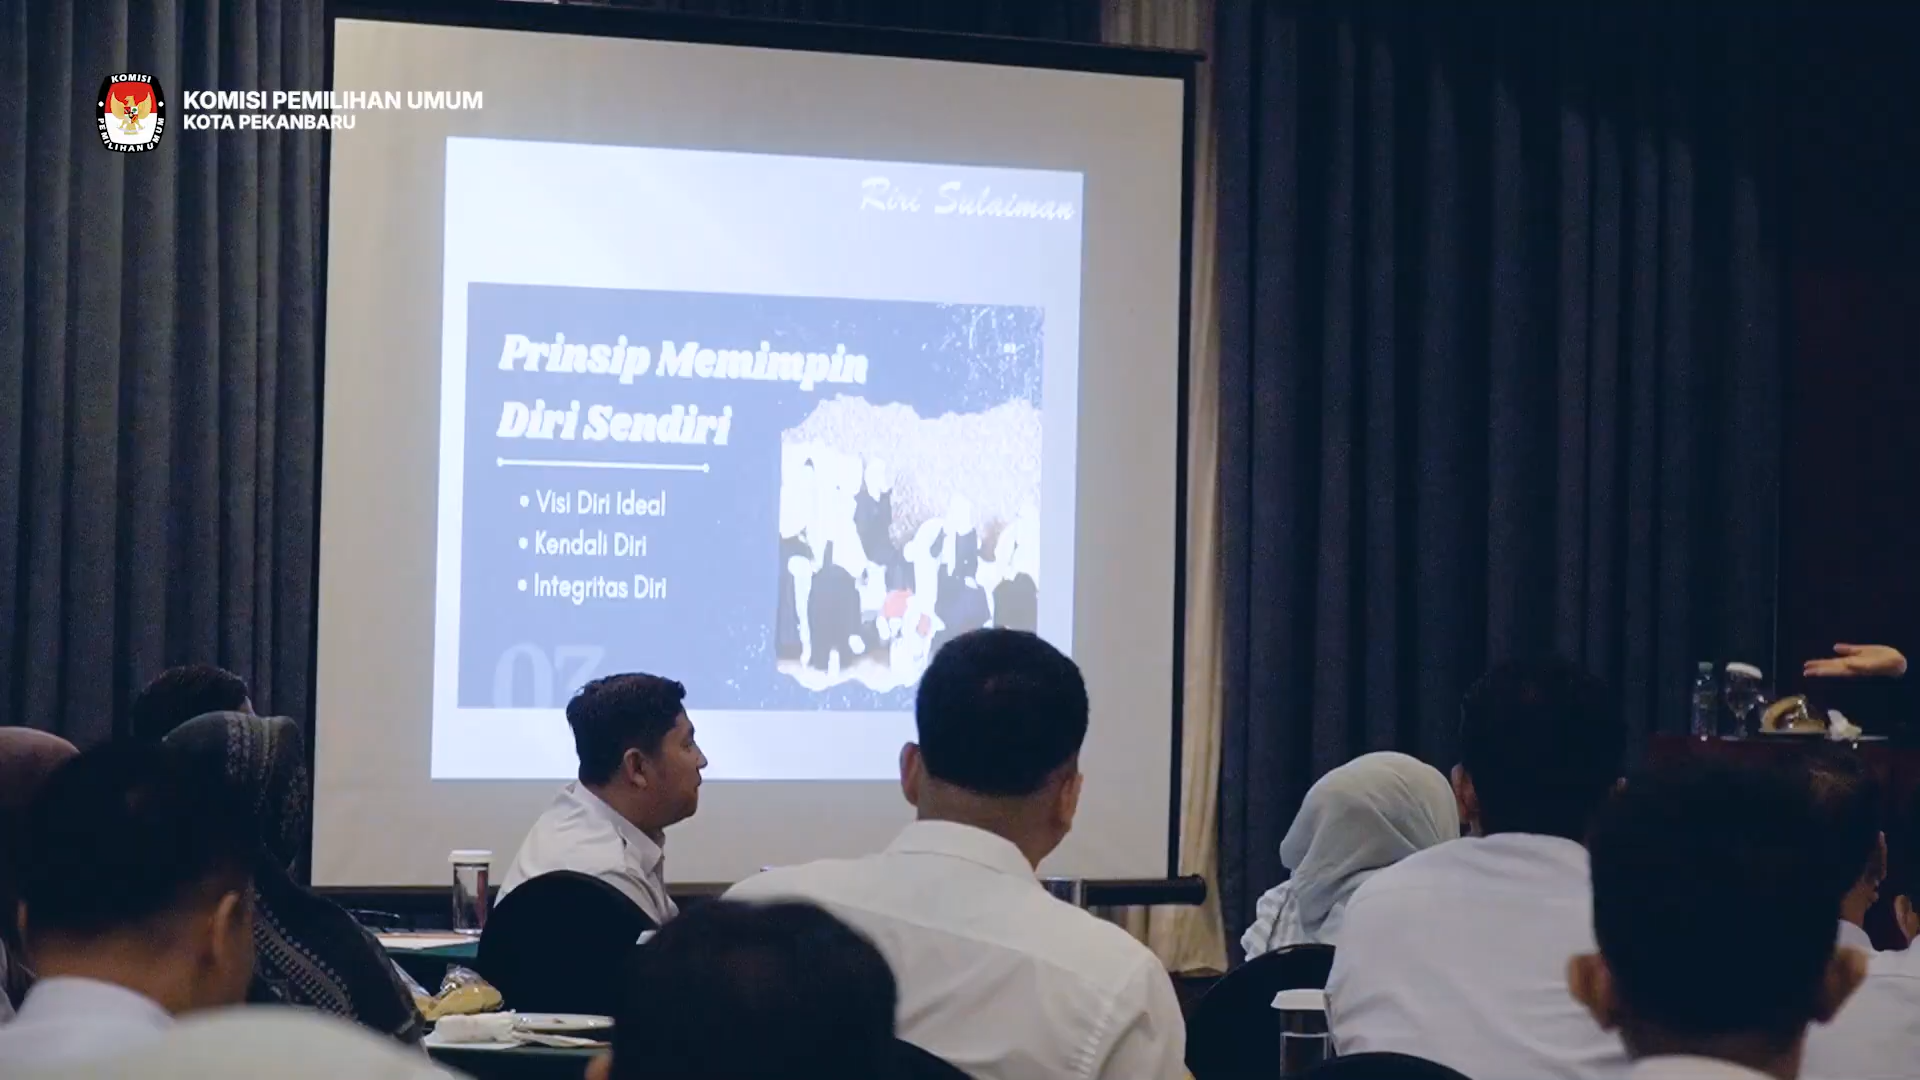 KOMISI
PEMILIHAN UMUM
KOMISI PEMILIHAN UMUM
KOTA PEKANBARU
Riri Sulaiman
Prinsip Memimpin
Diri Sendiri
• Visi Diri Ideal
• Kendali Diri
• Integritas Diri
03